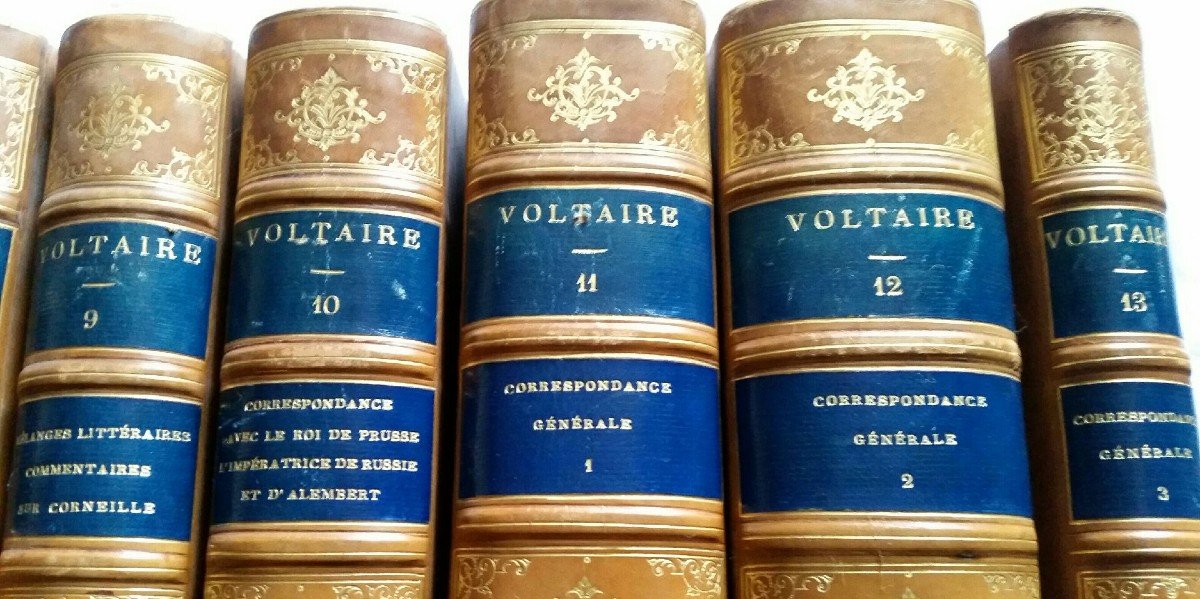 VOLTAIRE
9
MÉLANGES LITTÉRAIRES
COMMENTAIRES
SUR CORNEILLE
VOLTAIRE
10
CORRESPONDANCE
AVEC LE ROI DE PRUSSE
L'IMPÉRATRICE DE RUSSIE
ET D'ALEMBERT
VOLTAIRE
11
CORRESPONDANCE
GÉNÉRALE
1
VOLTAIRE
12
CORRESPONDANCE
GÉNÉRALE
2
VOLTAIRE
13
CORRESPONDANCE
GÉNÉRALE
3